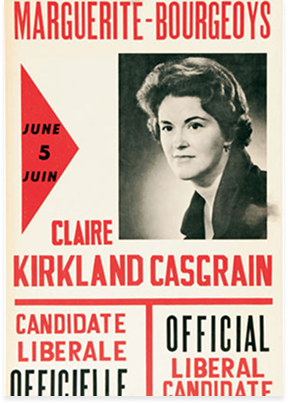 MARGUERITE-BOURGEOYS
JUNE
5
JUIN
CLAIRE
KIRKLAND CASGRAIN
CANDIDATE
LIBERALE
OFFICIELLE
OFFICIAL
LIBERAL
CANDIDATE